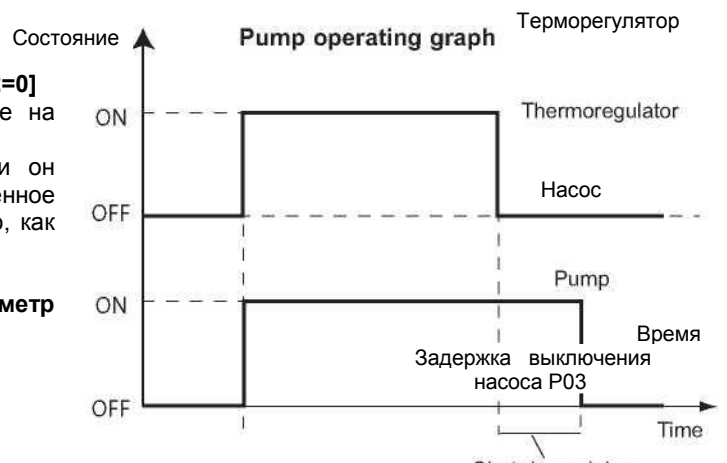 Терморегулятор
Состояние
Pump operating graph
=0]
е на
ON
Thermoregulator
и он
Насос
нное
OFF
о, как
Pump
метр
ON
Время
Задержка выключения
насоса P03
OFF
Time